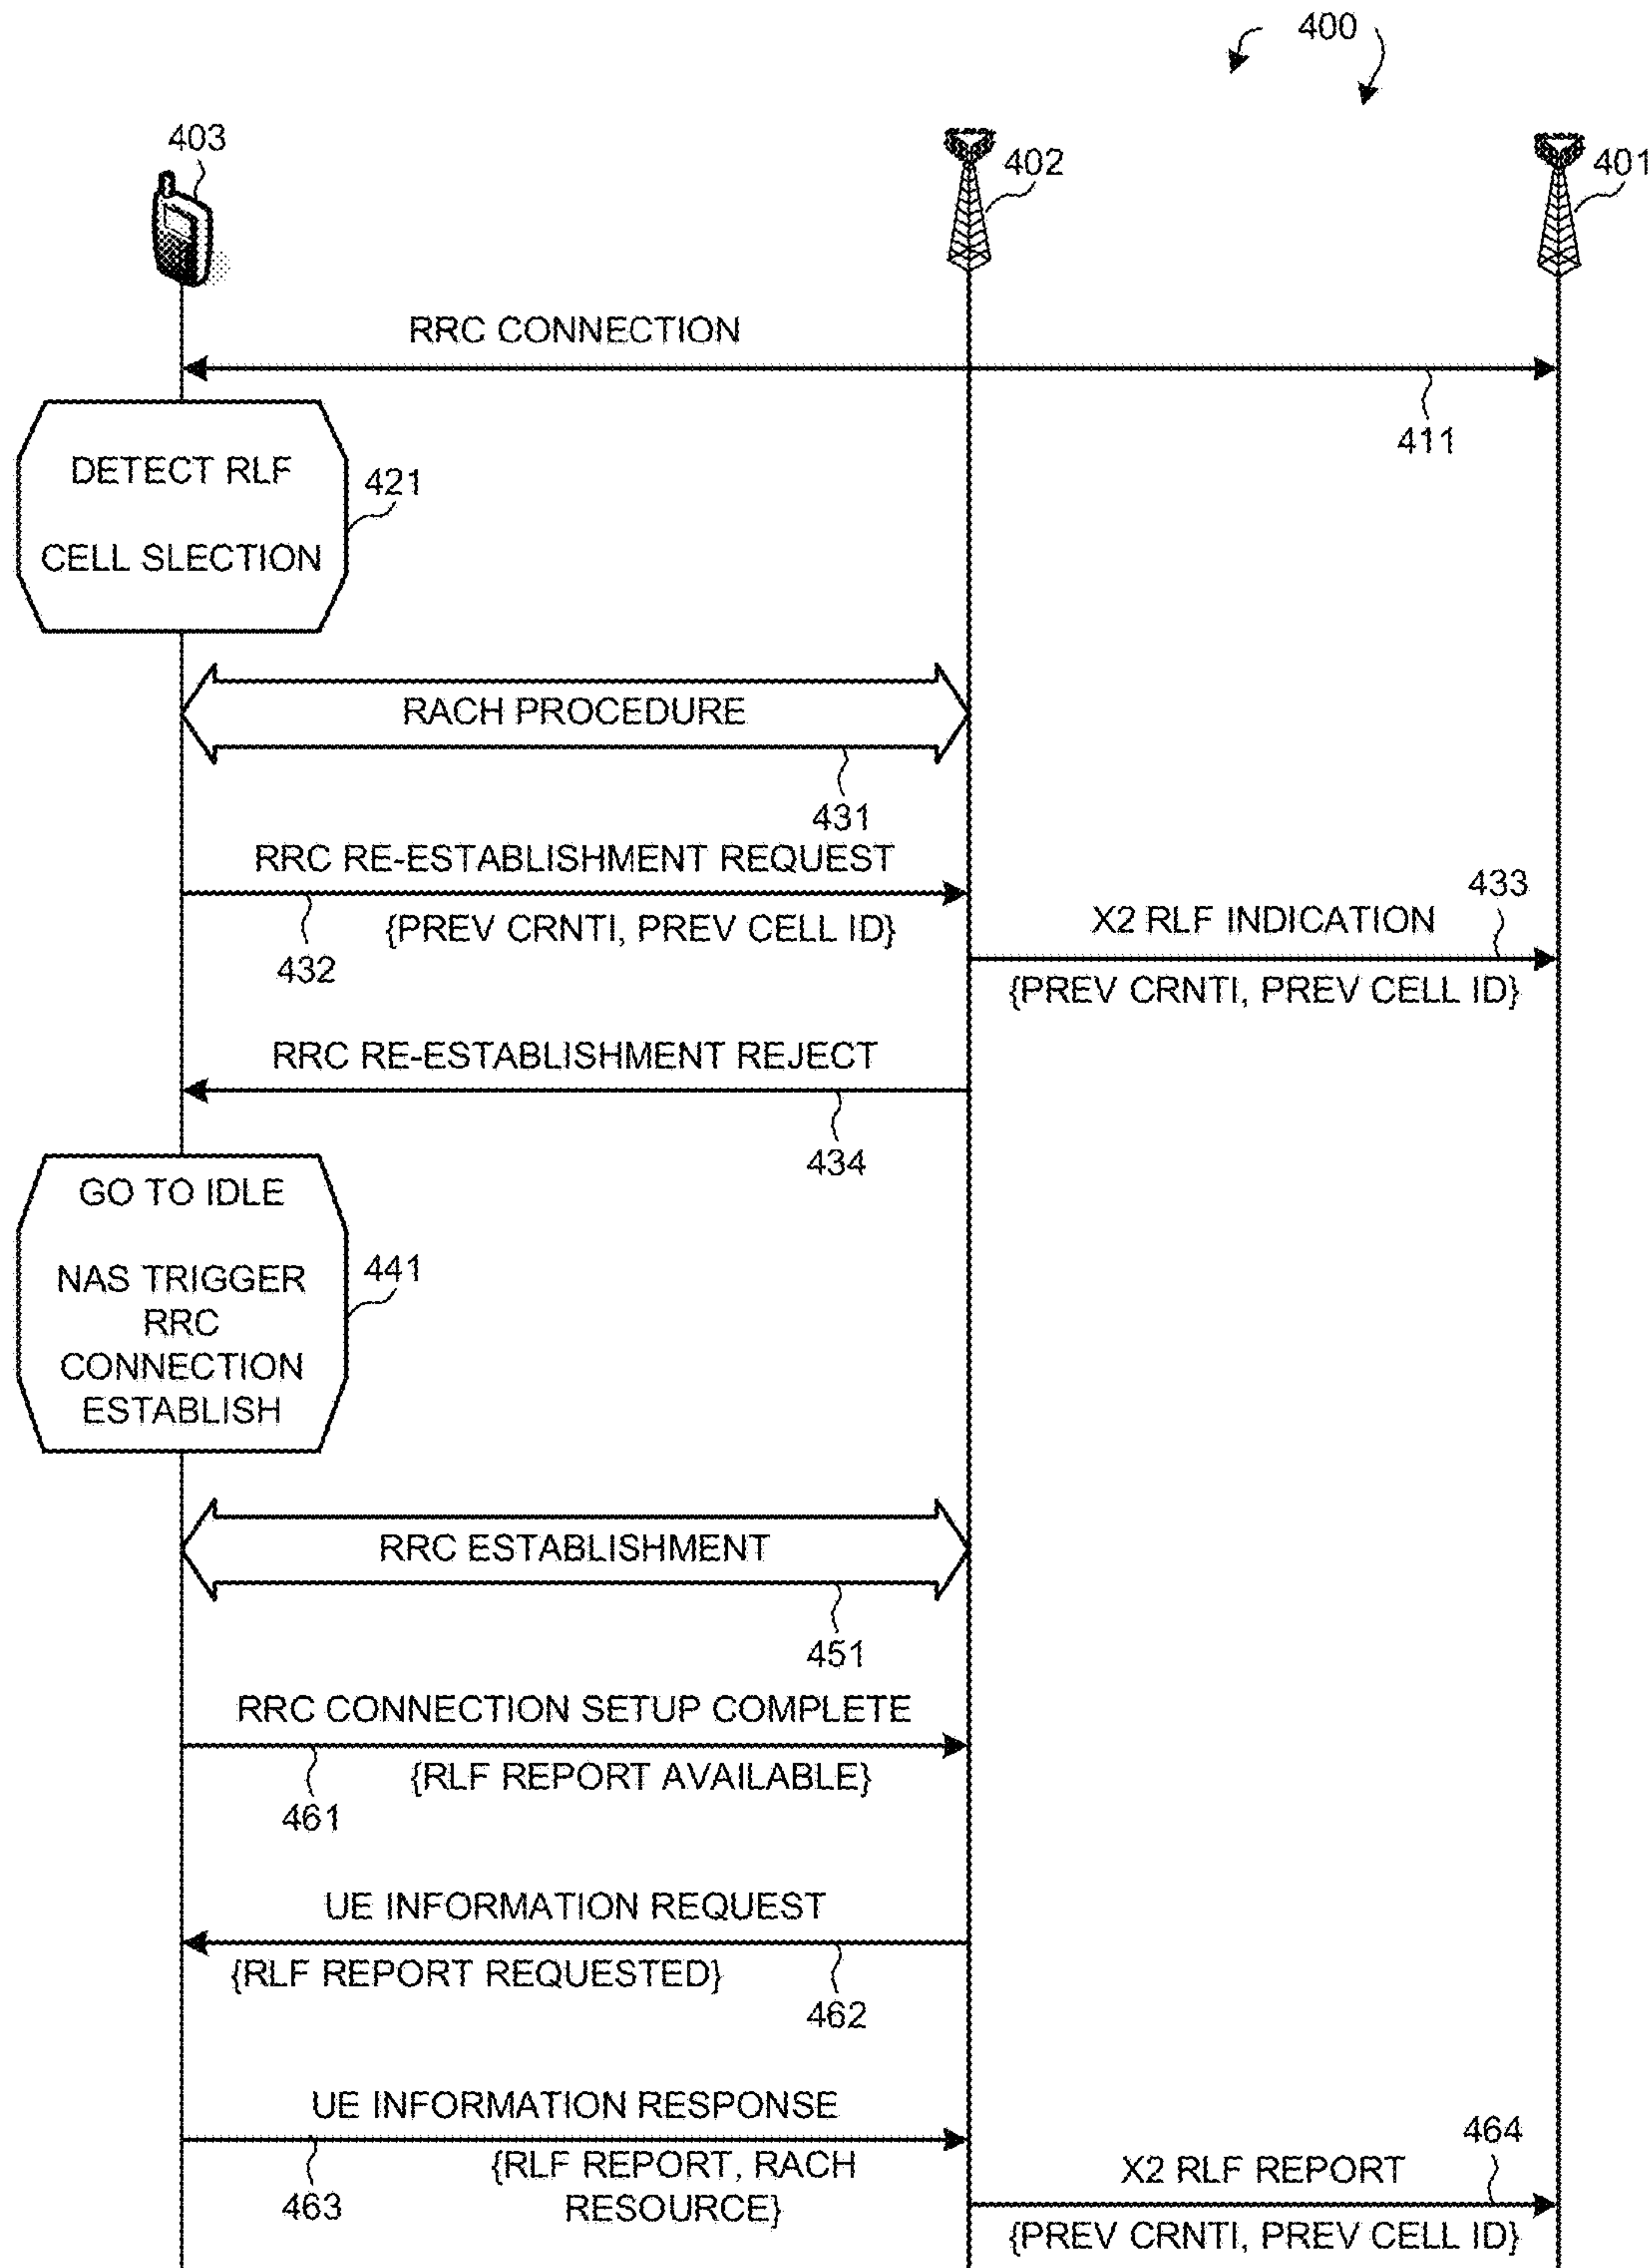 400
403
402
401
RRC CONNECTION
411
DETECT RLF
CELL SLECTION
421
RACH PROCEDURE
431
RRC RE-ESTABLISHMENT REQUEST
{PREV CRNTI, PREV CELL ID}
432
433
X2 RLF INDICATION
{PREV CRNTI, PREV CELL ID}
RRC RE-ESTABLISHMENT REJECT
434
GO TO IDLE
NAS TRIGGER
RRC
CONNECTION
ESTABLISH
441
RRC ESTABLISHMENT
451
RRC CONNECTION SETUP COMPLETE
{RLF REPORT AVAILABLE}
461
UE INFORMATION REQUEST
{RLF REPORT REQUESTED}
462
UE INFORMATION RESPONSE
{RLF REPORT, RACH
RESOURCE}
463
464
X2 RLF REPORT
{PREV CRNTI, PREV CELL ID}